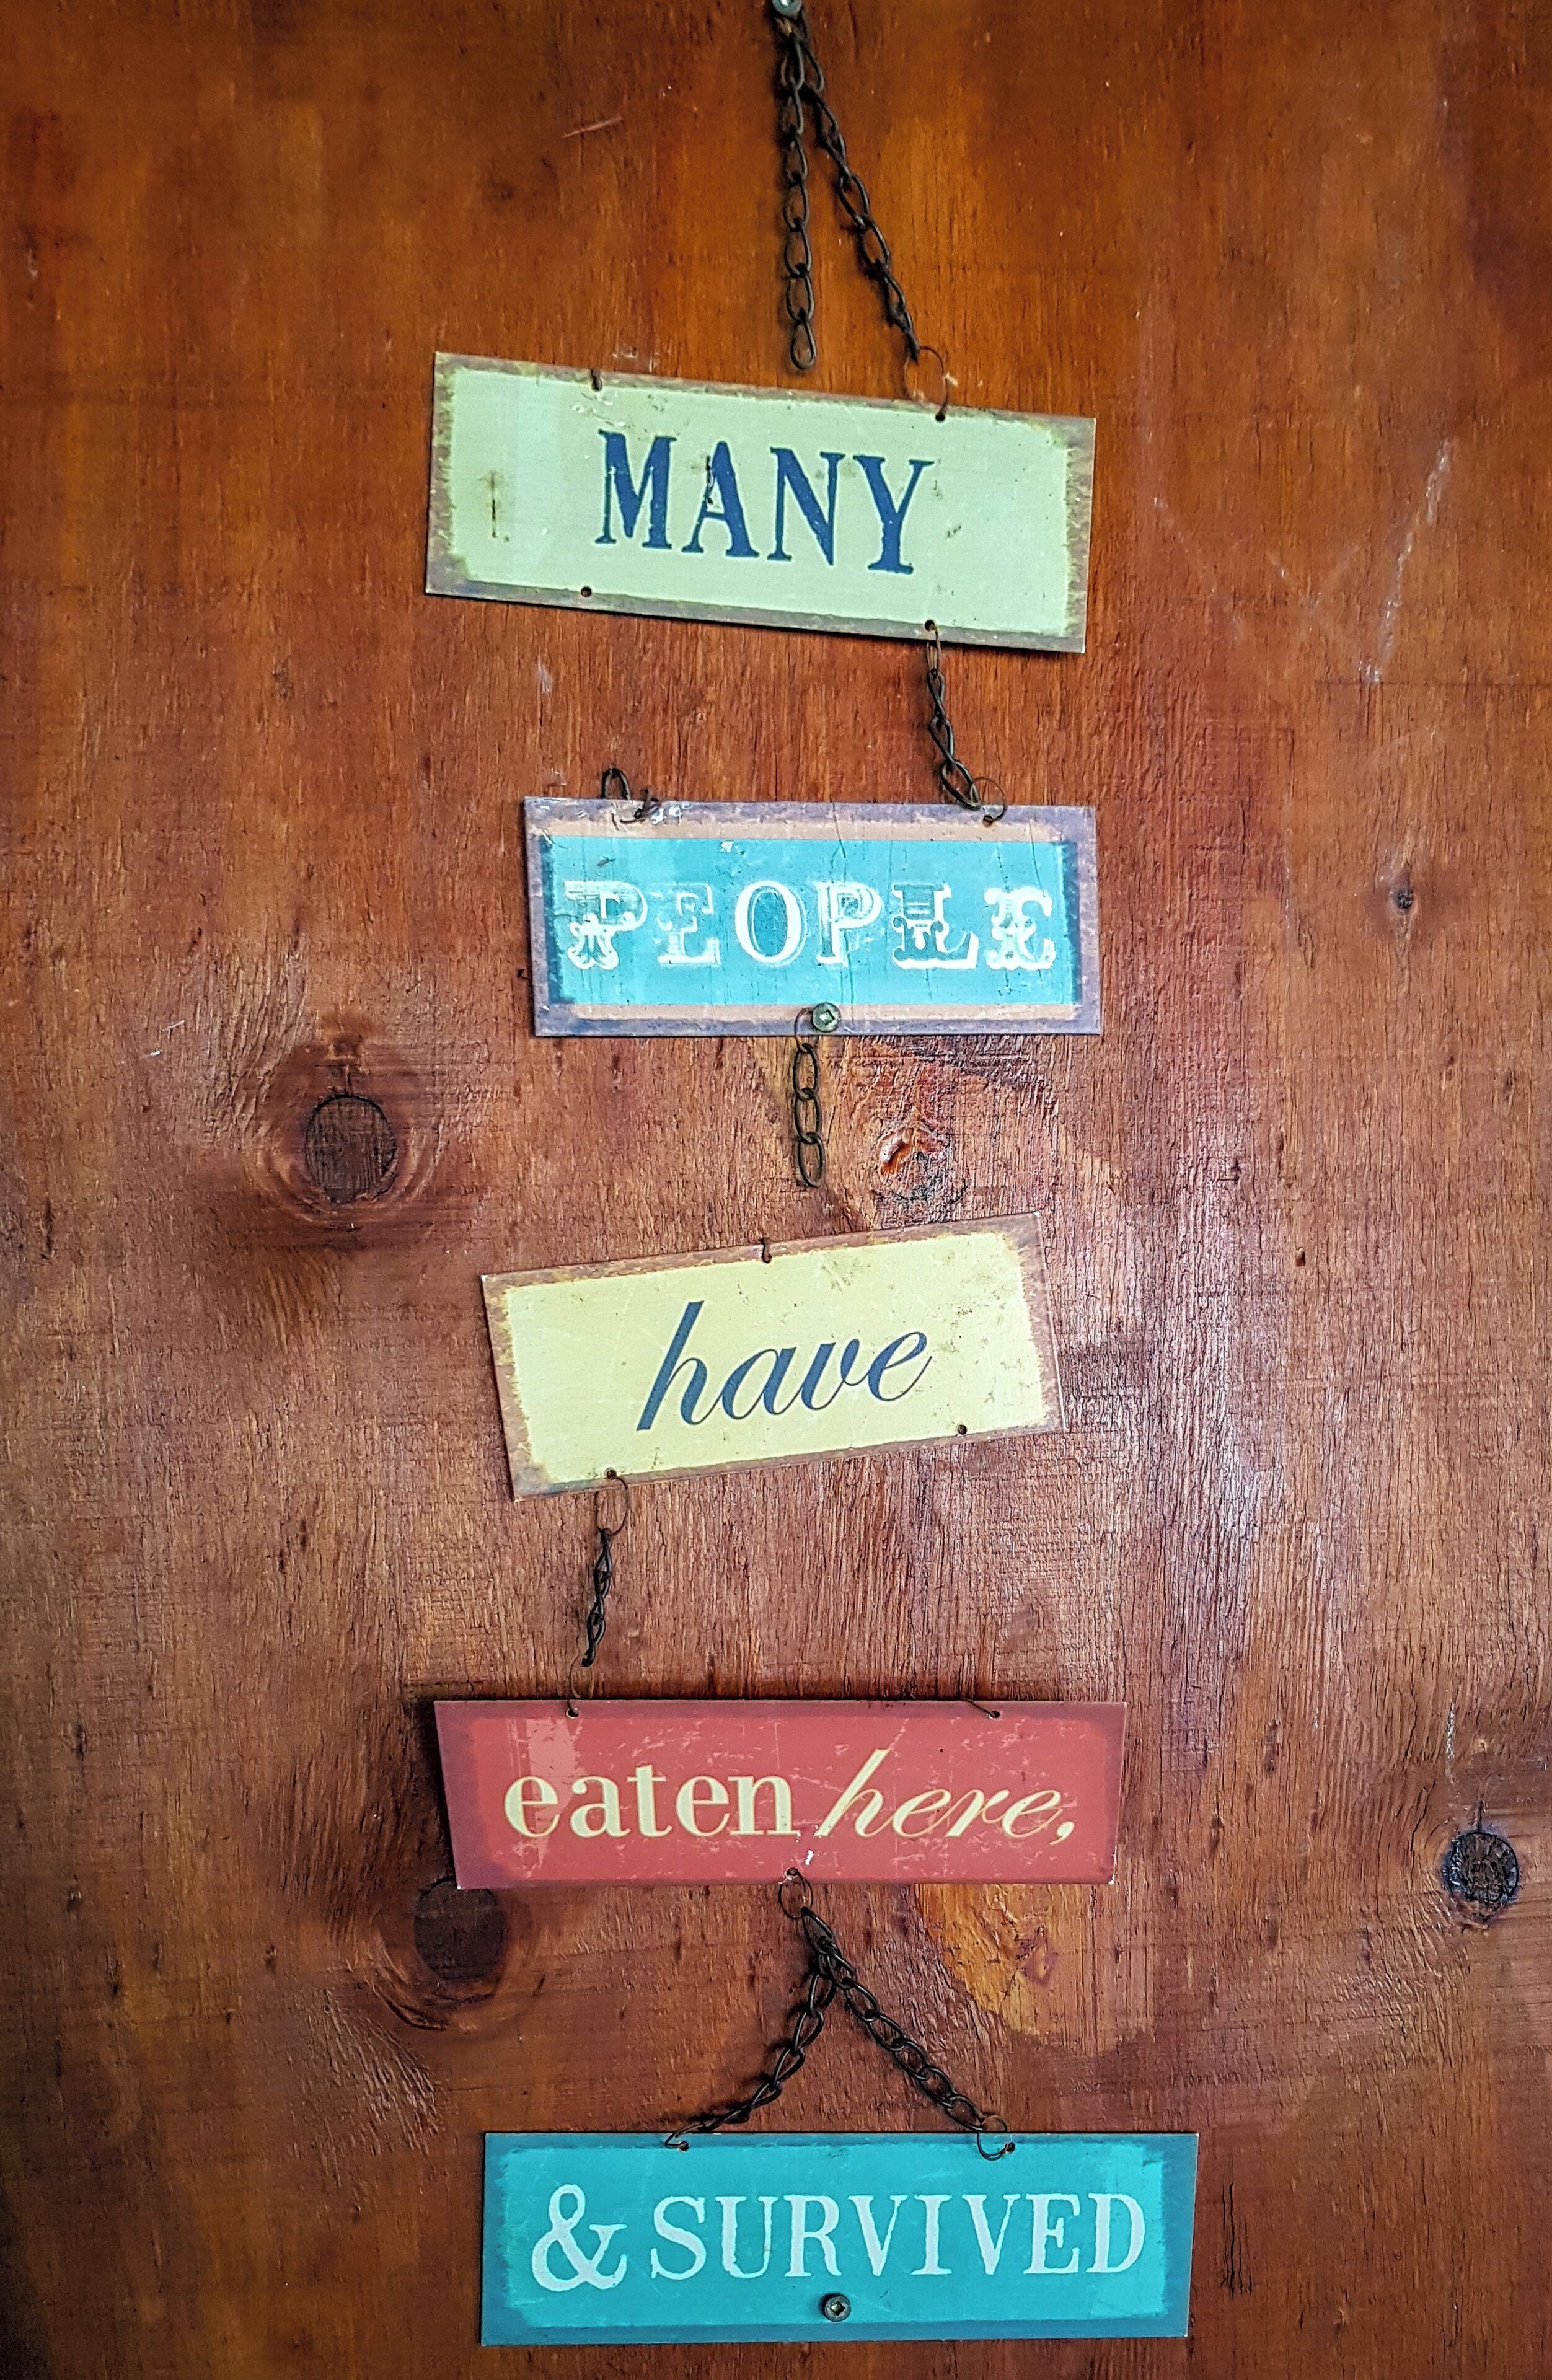 MANY
PEOPLE
have
eaten here,
& SURVIVED